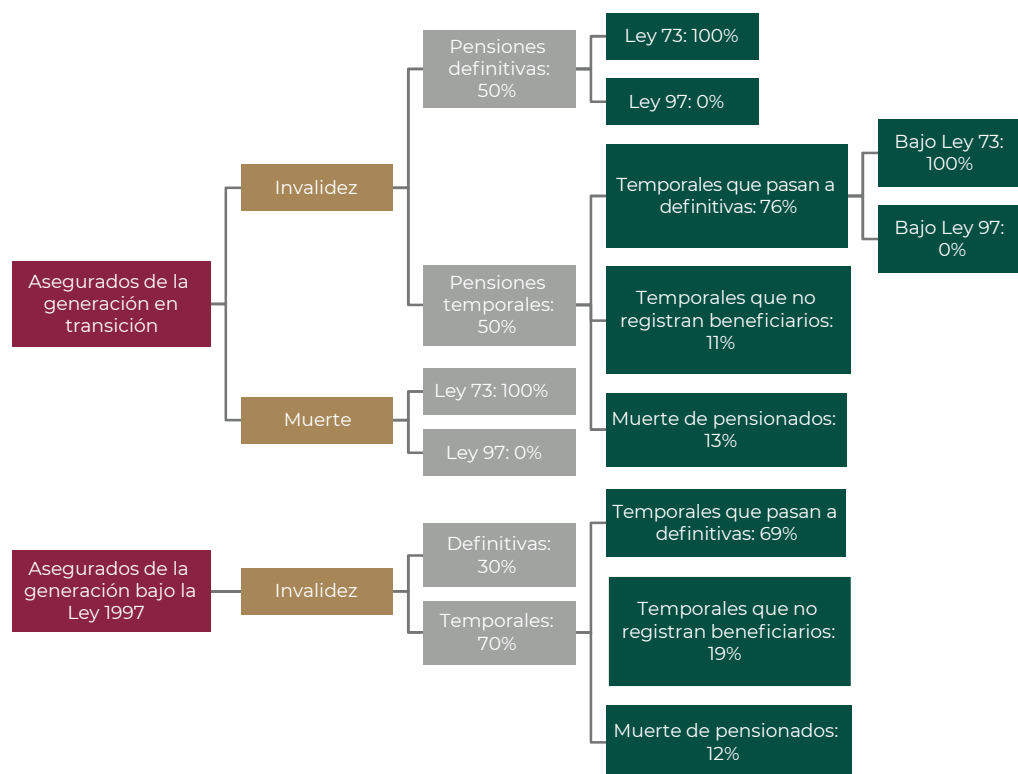 Asegurados de la
generación en
transición
Invalidez
Pensiones
definitivas:
50%
Ley 73: 100%
Ley 97: 0%
Pensiones
temporales:
50%
Temporales que pasan a
definitivas: 76%
Bajo Ley 73:
100%
Bajo Ley 97:
0%
Temporales que no
registran beneficiarios:
11%
Muerte de pensionados:
13%
Muerte
Ley 73: 100%
Ley 97: 0%
Asegurados de la
generación bajo la
Ley 1997
Invalidez
Definitivas:
30%
Temporales:
70%
Temporales que pasan a
definitivas: 69%
Temporales que no
registran beneficiarios:
19%
Muerte de pensionados:
12%